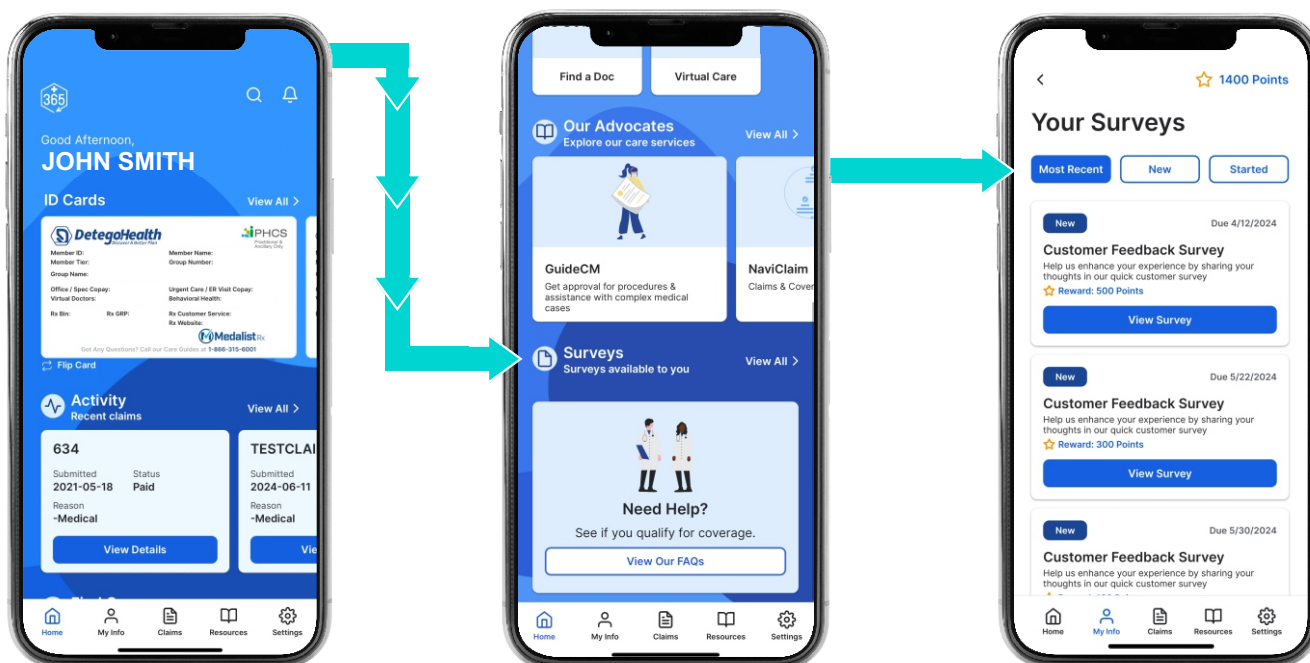 365
Good Afternoon,
JOHN SMITH
ID Cards
View All >
DetegoHealth
Discover A Better Plan
PHCS
Practitioner &
Ancillary Only
Member ID:
Member Name:
Member Tier:
Group Number:
Group Name:
Office / Spec Copay:
Urgent Care / ER Visit Copay:
Virtual Doctors:
Behavioral Health:
Rx Bin:
Rx GRP:
Rx Customer Service:
Rx Website:
MedalistRx
Got Any Questions? Call our Care Guides at 1-866-315-6001
Flip Card
Activity
Recent claims
View All >
634
Submitted
Status
2021-05-18
Paid
Reason
-Medical
View Details
TESTCLAI
Submitted
2024-06-11
Reason
-Medical
Vie
Home
My Info
Claims
Resources
Settings
Find a Doc
Virtual Care
Our Advocates
Explore our care services
View All >
GuideCM
Get approval for procedures &
assistance with complex medical
cases
NaviClaim
Claims & Cover
Surveys
Surveys available to you
View All >
Need Help?
See if you qualify for coverage.
View Our FAQs
Home
My Info
Claims
Resources
Settings
1400 Points
Your Surveys
Most Recent
New
Started
New
Due 4/12/2024
Customer Feedback Survey
Help us enhance your experience by sharing your
thoughts in our quick customer survey
Reward: 500 Points
View Survey
New
Due 5/22/2024
Customer Feedback Survey
Help us enhance your experience by sharing your
thoughts in our quick customer survey
Reward: 300 Points
View Survey
New
Due 5/30/2024
Customer Feedback Survey
Help us enhance your experience by sharing your
thoughts in our quick customer survey
Home
My Info
Claims
Resources
Settings